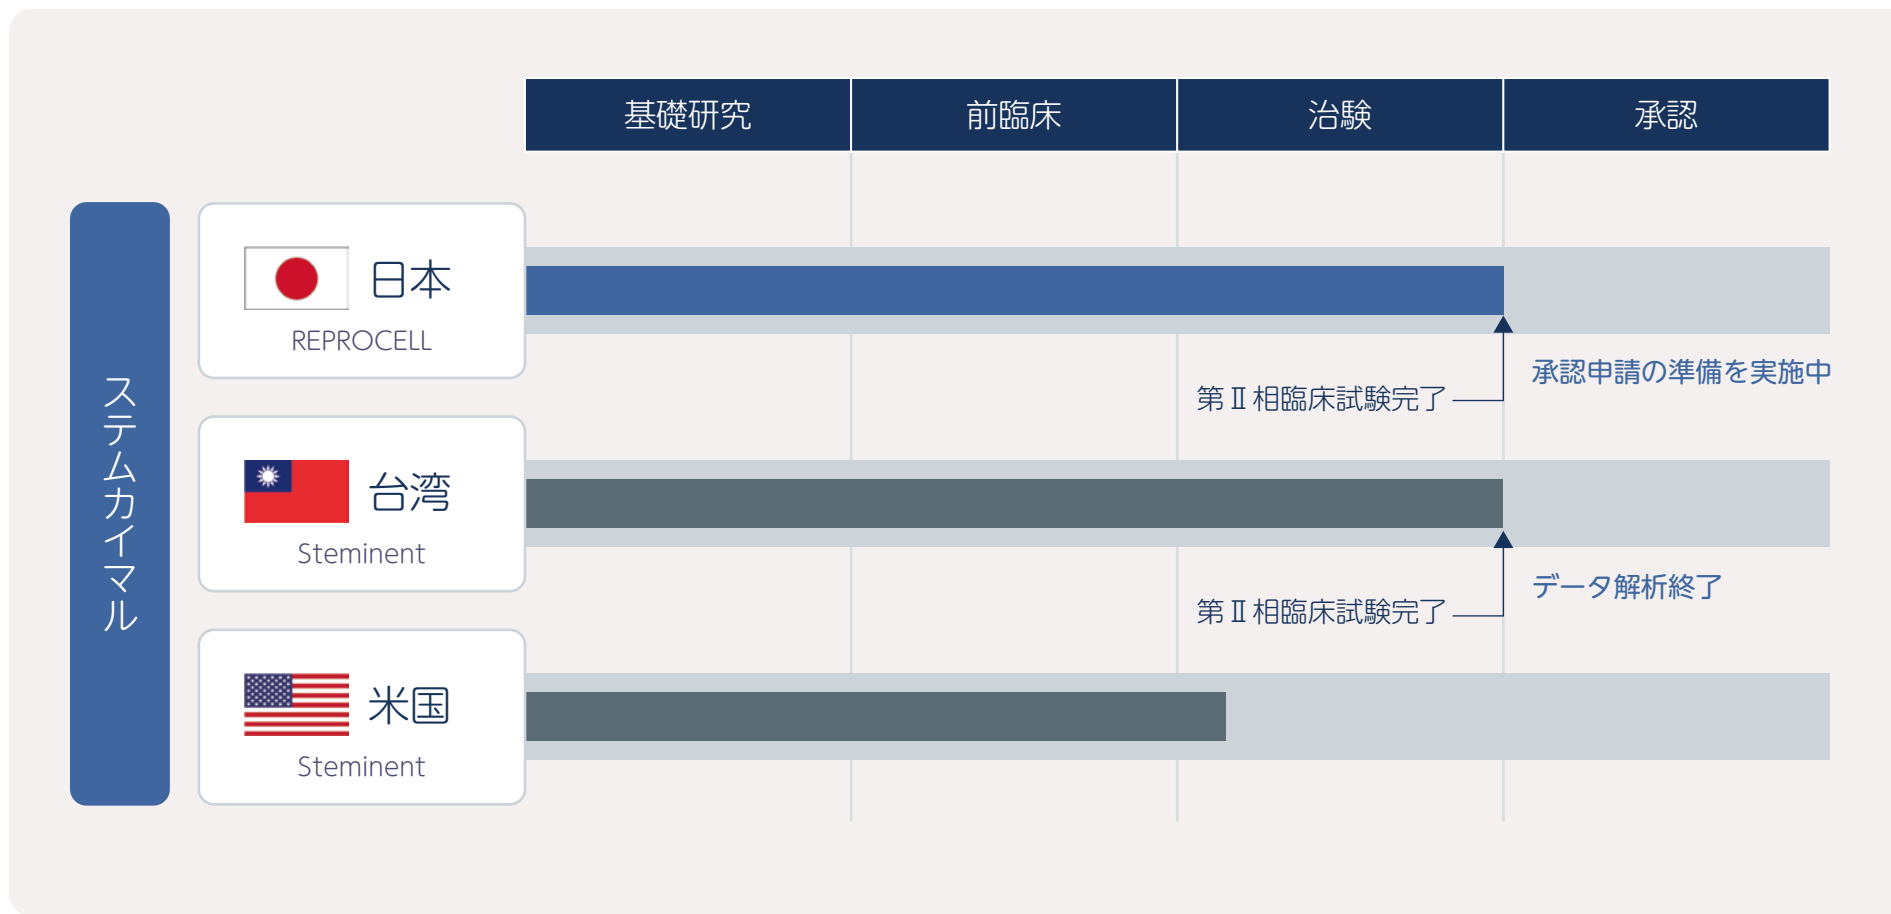 基礎研究
前臨床
治験
承認
ステムカイマル
日本
REPROCELL
承認申請の準備を実施中
第Ⅱ相臨床試験完了
台湾
Steminent
データ解析終了
第Ⅱ相臨床試験完了
米国
Steminent